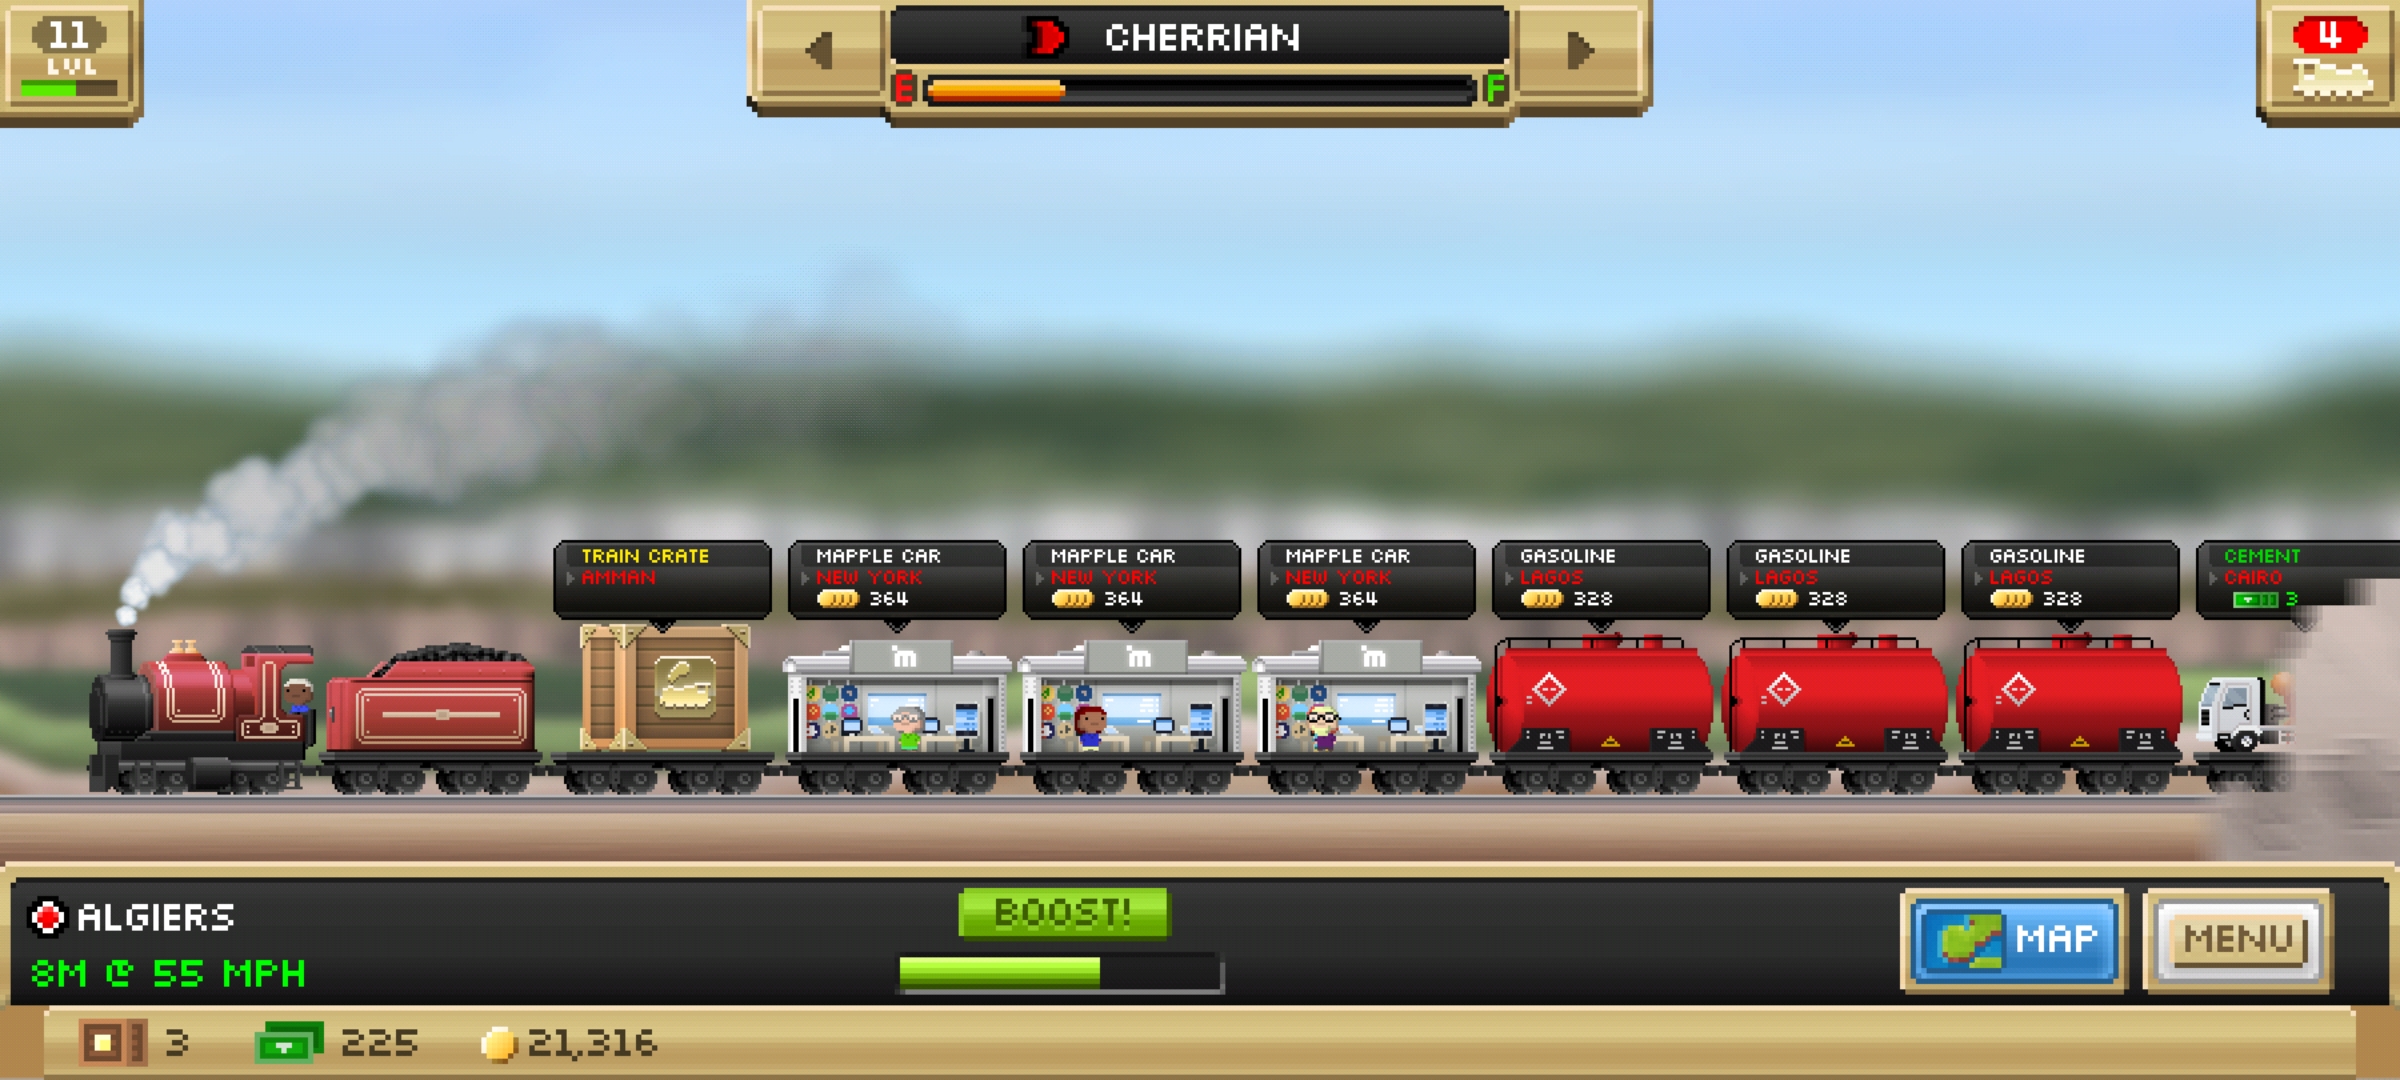 11
LVL
CHERRIAN
E F
4
TRAIN CRATE
AMMAN
MAPPLE CAR
NEW YORK
364
MAPPLE CAR
NEW YORK
364
MAPPLE CAR
NEW YORK
364
GASOLINE
LAGOS
328
GASOLINE
LAGOS
328
GASOLINE
LAGOS
328
CEMENT
CAIRO
3
m
m
m
ALGIERS
8M @ 55 MPH
BOOST!
MAP
MENU
3
225
21,316